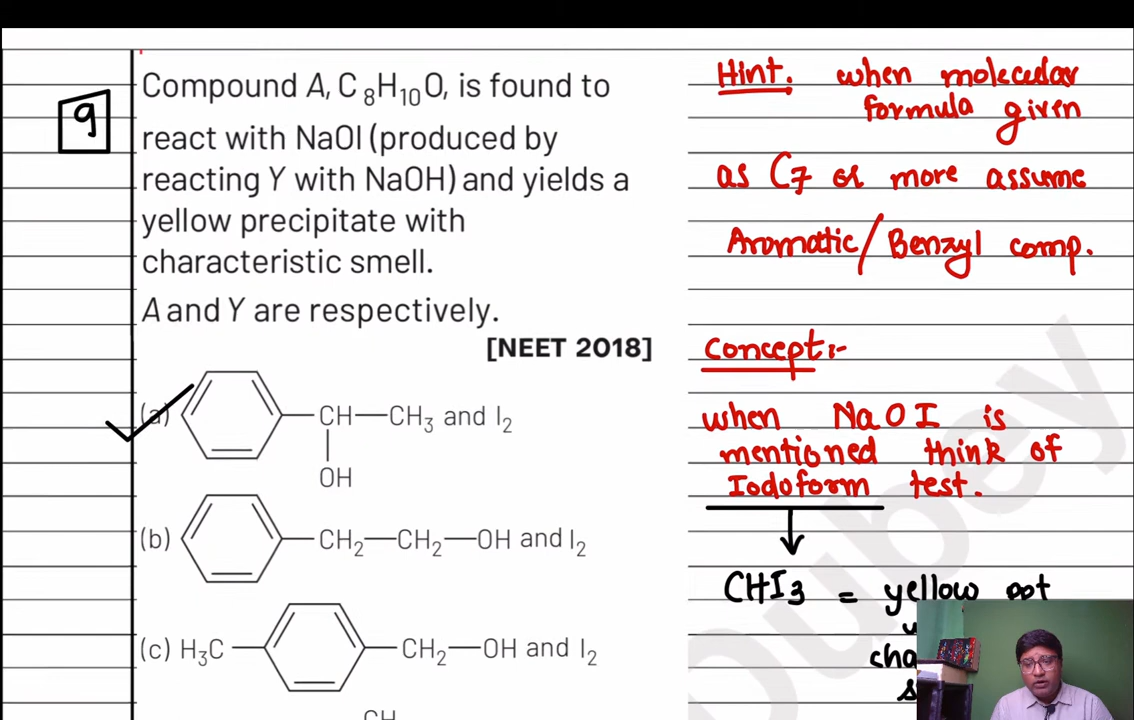 9
Compound A, C8H10O, is found to
react with NaOI (produced by
reacting Y with NaOH) and yields a
yellow precipitate with
characteristic smell.
A and Y are respectively.
[NEET 2018]
(a) CH—CH3 and I2
OH
(b) CH2—CH2—OH and I2
(c) H3C CH2—OH and I2
CH
Hint. when molecular
formula given
as C7 or more assume
Aromatic/Benzyl comp.
Concept:-
when NaOI is
mentioned think of
Iodoform test.
CHI3 = yellow ppt
Dubey